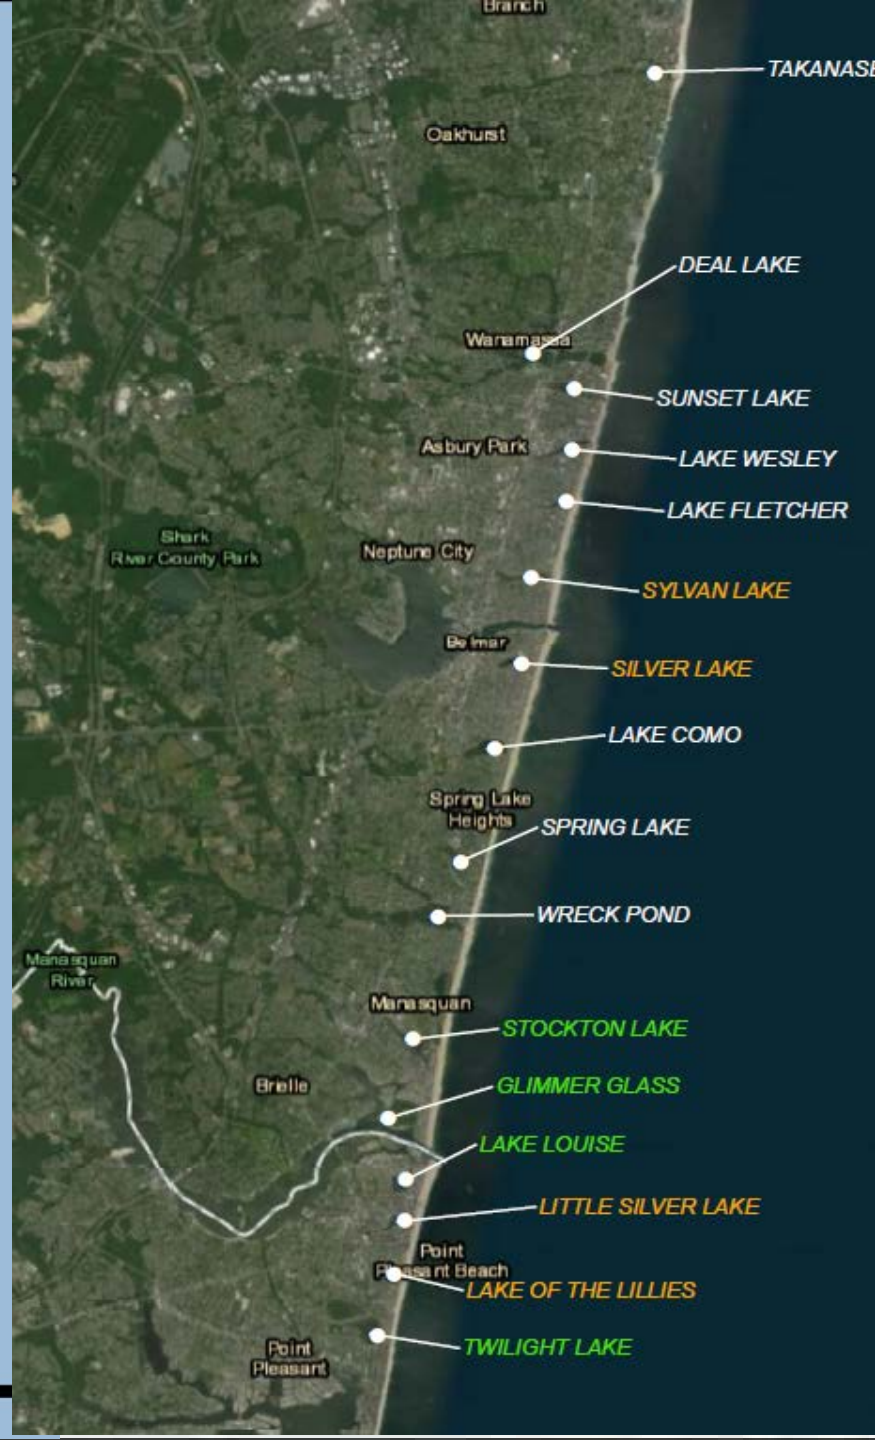 Branch
TAKANASE
Oakhurst
DEAL LAKE
Wanamassa
SUNSET LAKE
Asbury Park
LAKE WESLEY
LAKE FLETCHER
Shark
River County Park
Neptune City
SYLVAN LAKE
Belmar
SILVER LAKE
LAKE COMO
Spring Lake
Heights
SPRING LAKE
WRECK POND
Manasquan
River
Manasquan
STOCKTON LAKE
Brielle
GLIMMER GLASS
LAKE LOUISE
LITTLE SILVER LAKE
Point
Pleasant Beach
LAKE OF THE LILLIES
Point
Pleasant
TWILIGHT LAKE